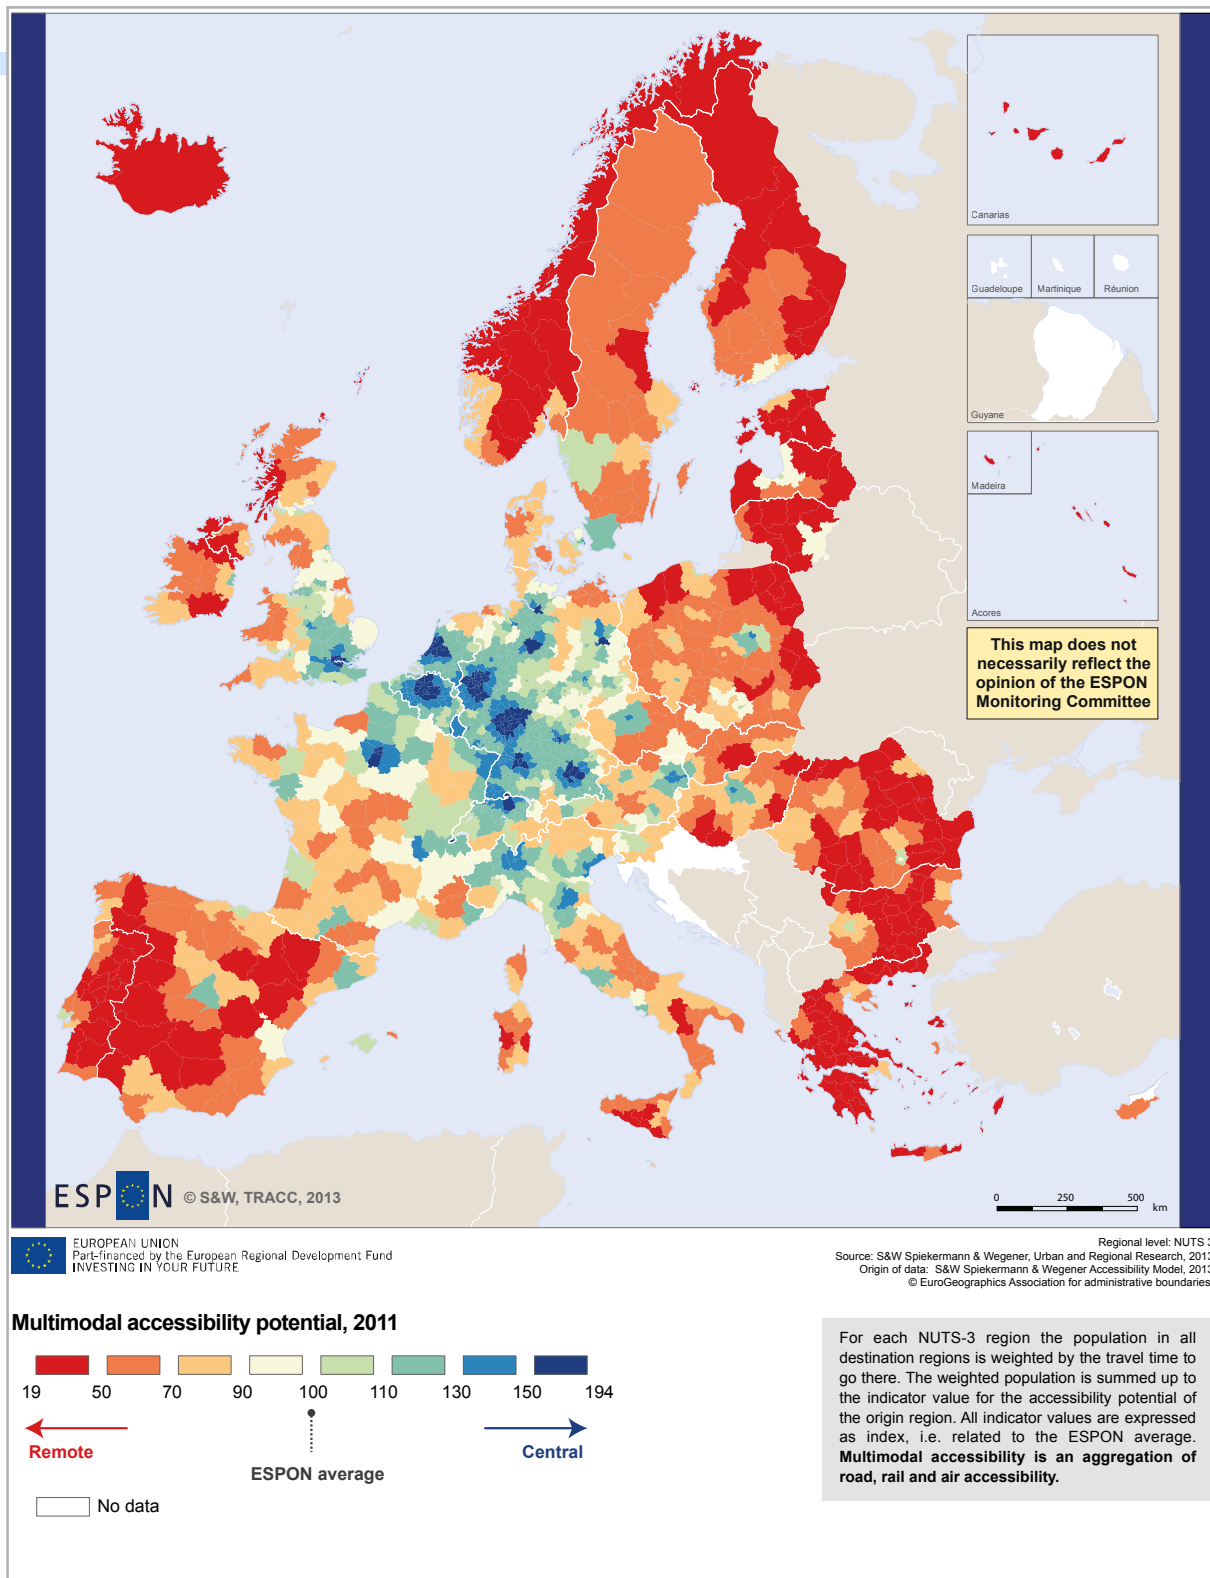 Canarias
Guadeloupe
Martinique
Réunion
Guyane
Madeira
Acores
This map does not
necessarily reflect the
opinion of the ESPON
Monitoring Committee
ESPON © S&W, TRACC, 2013
0 250 500
km
EUROPEAN UNION
Part-financed by the European Regional Development Fund
INVESTING IN YOUR FUTURE
Regional level: NUTS 3
Source: S&W Spiekermann & Wegener, Urban and Regional Research, 2013
Origin of data: S&W Spiekermann & Wegener Accessibility Model, 2013
© EuroGeographics Association for administrative boundaries
Multimodal accessibility potential, 2011
19 50 70 90 100 110 130 150 194
Remote
Central
ESPON average
No data
For each NUTS-3 region the population in all
destination regions is weighted by the travel time to
go there. The weighted population is summed up to
the indicator value for the accessibility potential of
the origin region. All indicator values are expressed
as index, i.e. related to the ESPON average.
Multimodal accessibility is an aggregation of
road, rail and air accessibility.